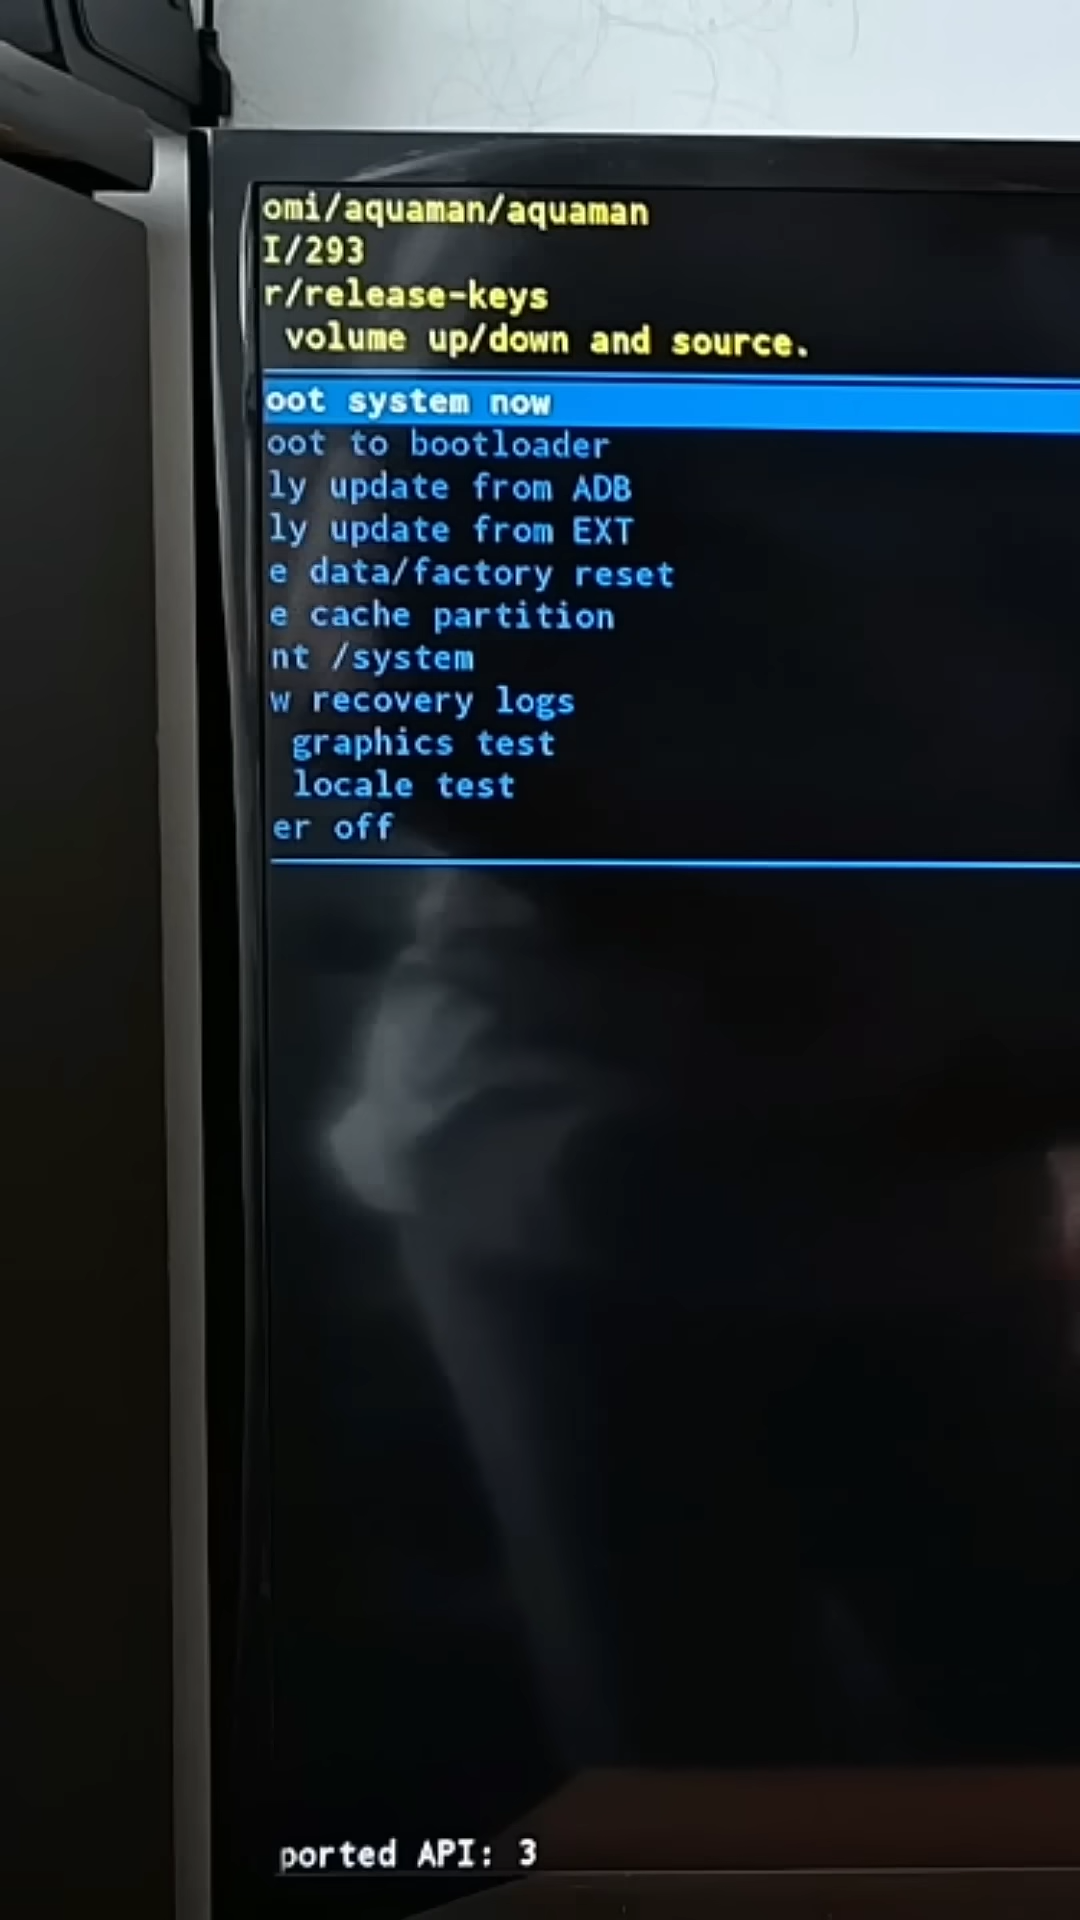 omi/aquaman/aquaman
I/293
r/release-keys
volume up/down and source.
oot system now
oot to bootloader
ly update from ADB
ly update from EXT
e data/factory reset
e cache partition
nt /system
w recovery logs
graphics test
locale test
er off
ported API: 3